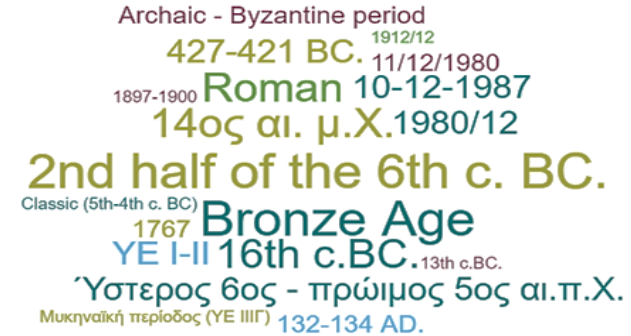 Archaic - Byzantine period
427-421 BC. 1912/12
11/12/1980
1897-1900 Roman 10-12-1987
14ος αι. μ.Χ. 1980/12
2nd half of the 6th c. BC.
Classic (5th-4th c. BC)
1767 Bronze Age
ΥΕ Ι-ΙΙ 16th c.BC. 13th c.BC.
Ύστερος 6ος - πρώιμος 5ος αι.π.Χ.
Μυκηναϊκή περίοδος (ΥΕ ΙΙΙΓ) 132-134 AD.